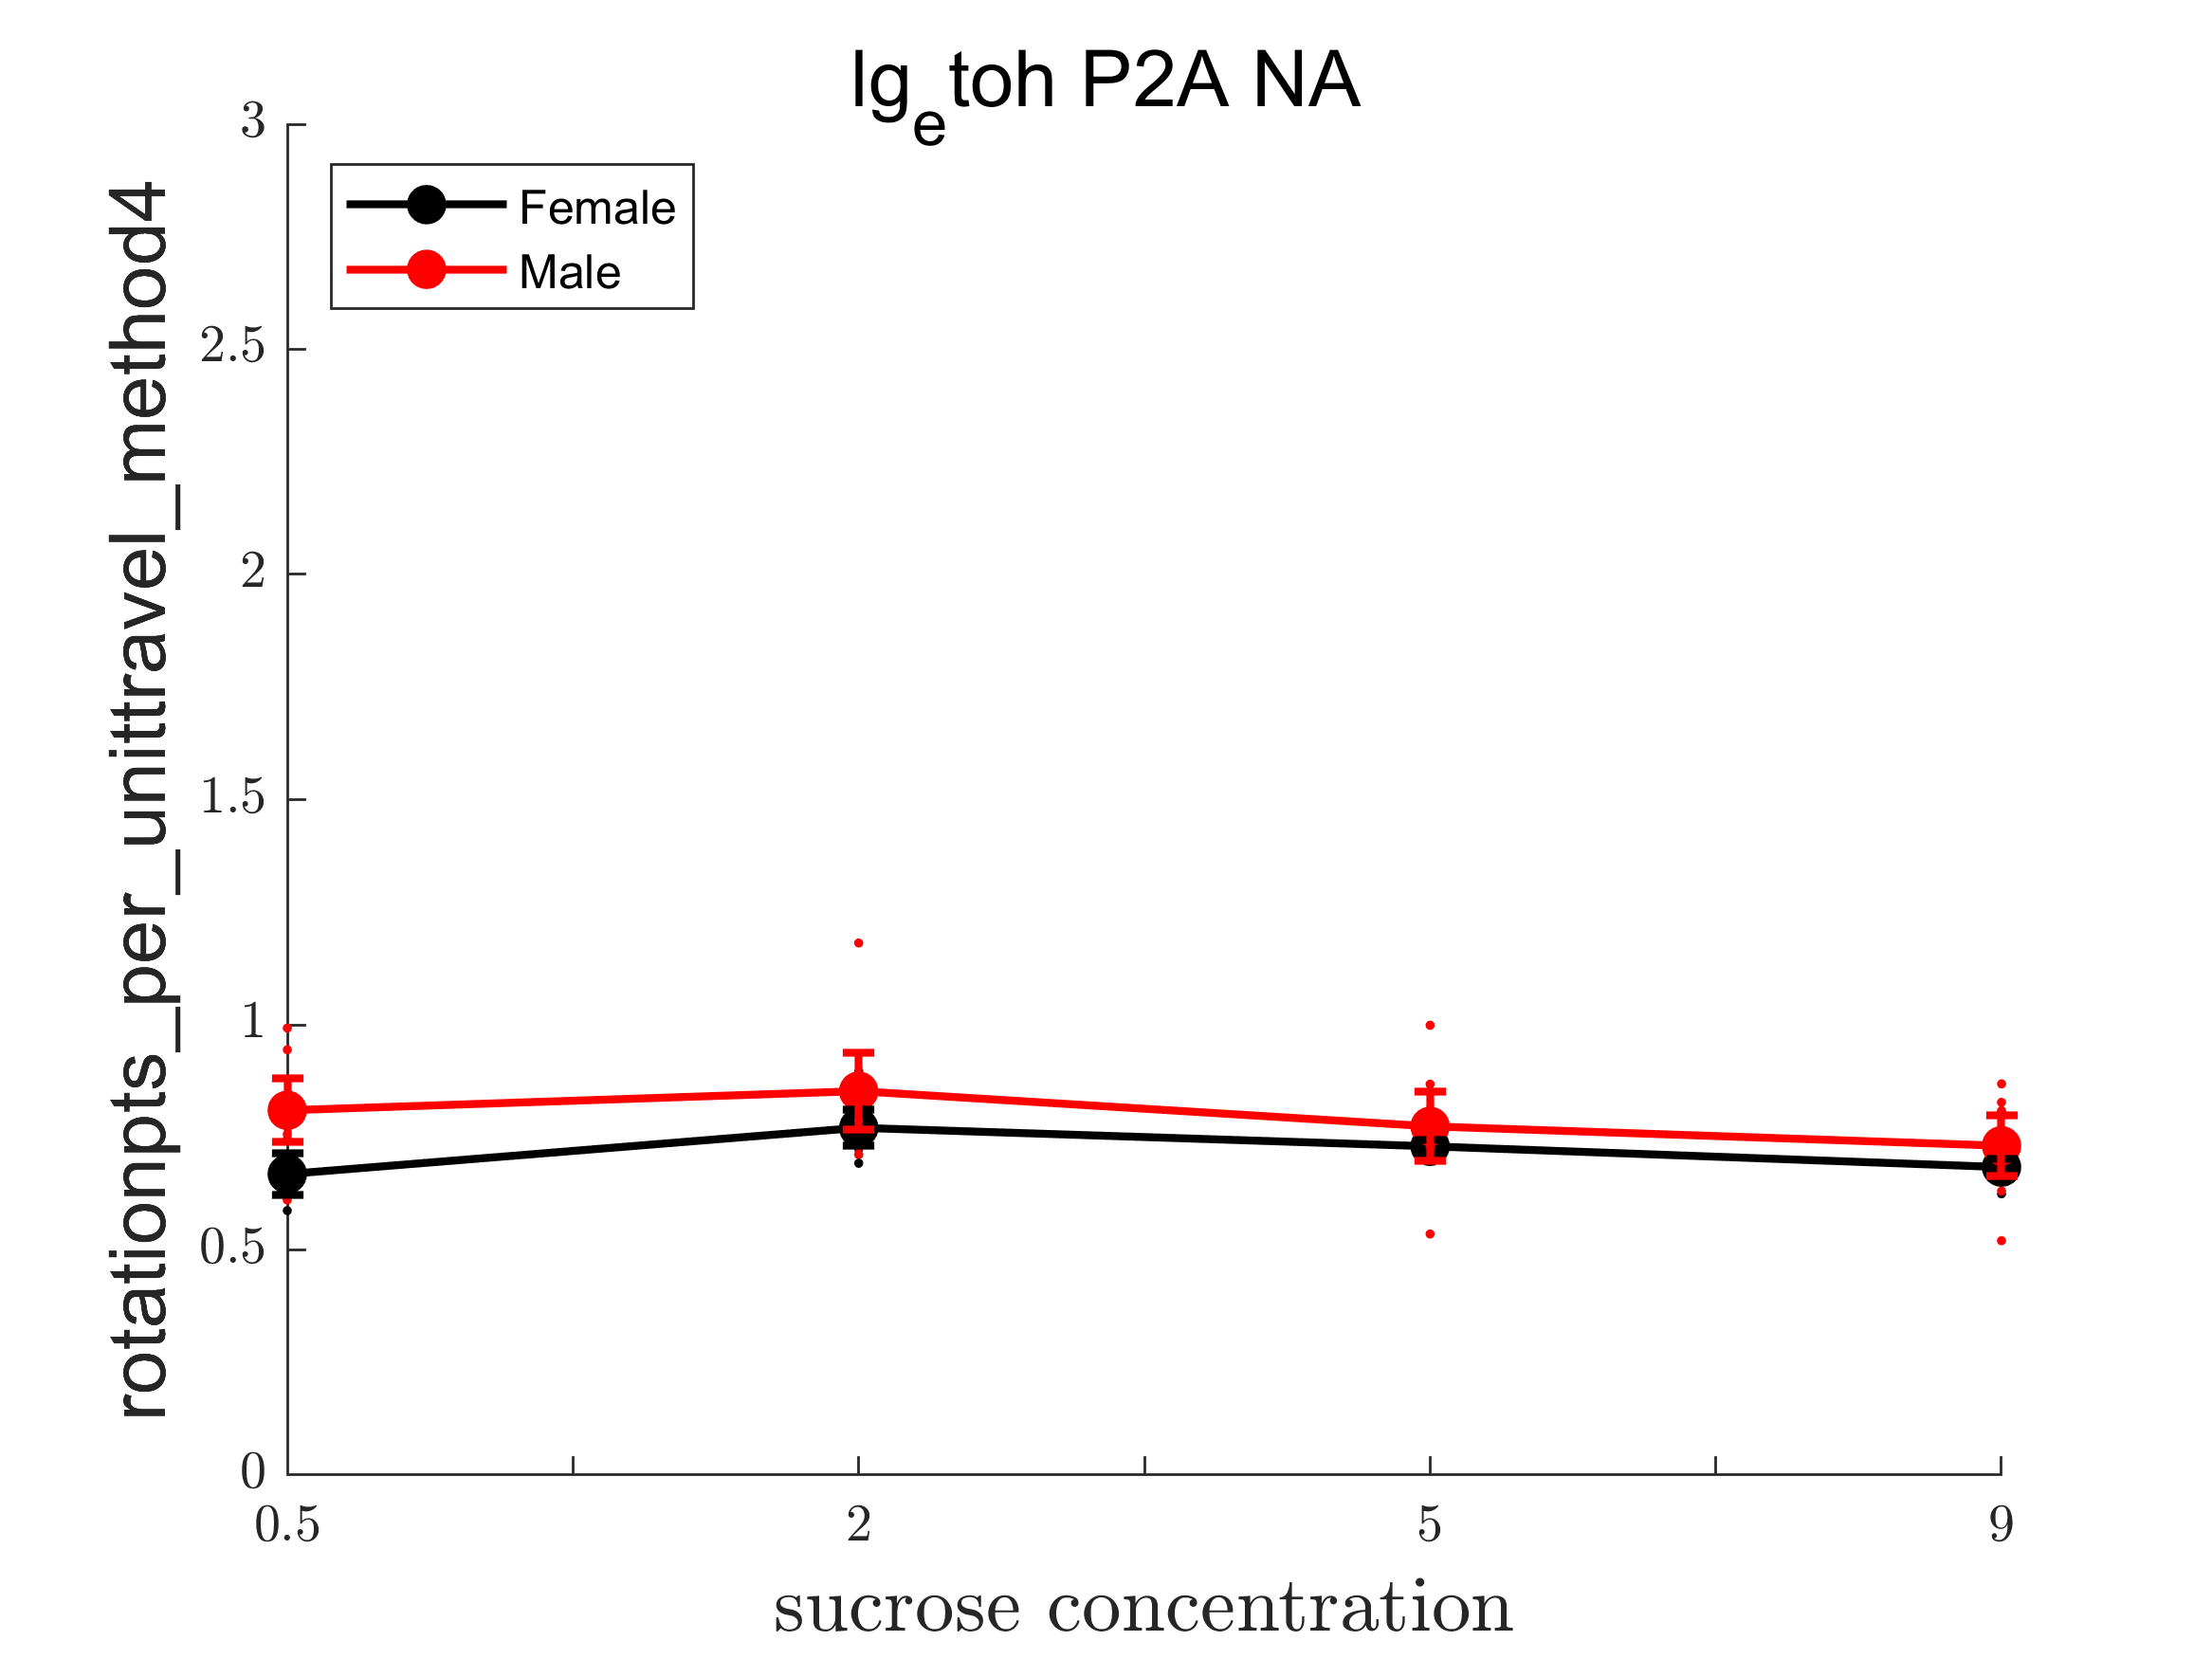 lg_etoh P2A NA
3
Female
Male
2.5
2
1.5
1
0.5
0
0.5 2 5 9
sucrose concentration
rotationpts_per_unittravel_method4